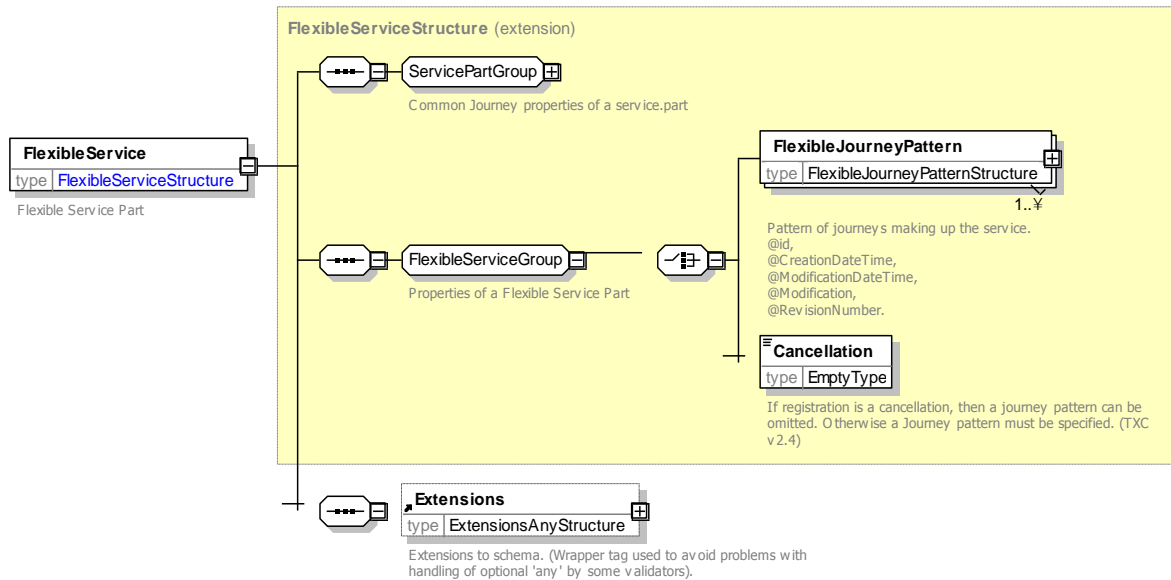 FlexibleServiceStructure (extension)
ServicePartGroup
Common Journey properties of a service.part
FlexibleService
type FlexibleServiceStructure
Flexible Service Part
FlexibleJourneyPattern
type FlexibleJourneyPatternStructure
1..¥
Pattern of journeys making up the service.
@id,
@CreationDateTime,
@ModificationDateTime,
@Modification,
@RevisionNumber.
FlexibleServiceGroup
Properties of a Flexible Service Part
Cancellation
type EmptyType
If registration is a cancellation, then a journey pattern can be
omitted. Otherwise a Journey pattern must be specified. (TXC
v2.4)
Extensions
type ExtensionsAnyStructure
Extensions to schema. (Wrapper tag used to avoid problems with
handling of optional 'any' by some validators).